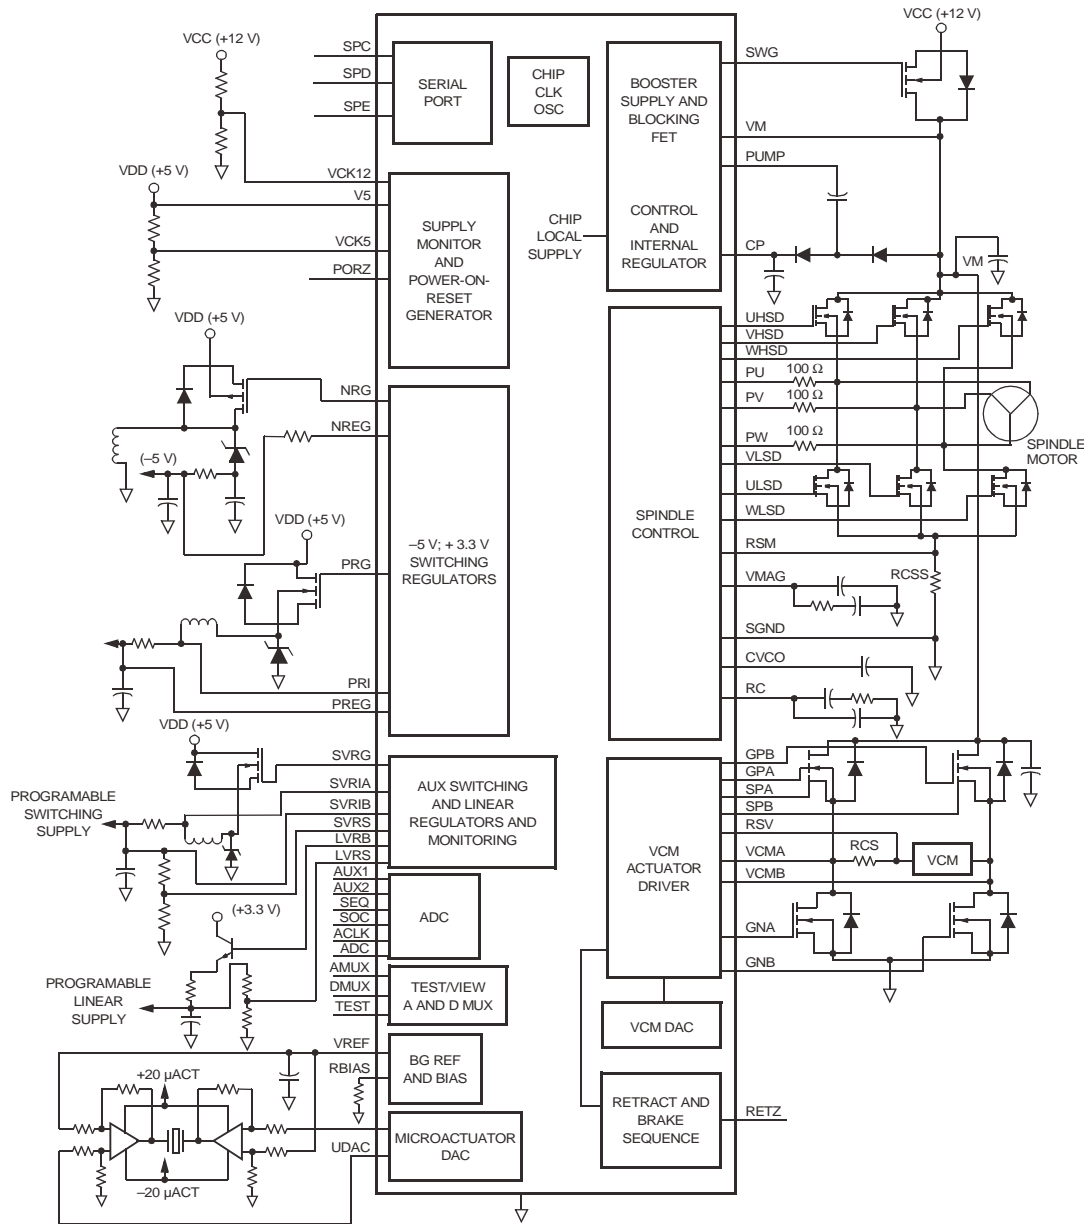 VCC (+12 V)
VCC (+12 V)
SPC
SPD
SPE
SERIAL
PORT
CHIP
CLK
OSC
BOOSTER
SUPPLY AND
BLOCKING
FET
CONTROL
AND
INTERNAL
REGULATOR
SWG
VM
PUMP
CP
VM
CHIP
LOCAL
SUPPLY
VDD (+5 V)
VCK12
V5
VCK5
PORZ
SUPPLY
MONITOR
AND
POWER-ON-
RESET
GENERATOR
UHSD
VHSD
WHSD
PU
100 Ω
PV
100 Ω
PW
100 Ω
VLSD
ULSD
WLSD
RSM
VMAG
SGND
CVCO
RC
RCSS
SPINDLE
MOTOR
SPINDLE
CONTROL
VDD (+5 V)
NRG
NREG
(–5 V)
VDD (+5 V)
PRG
PRI
PREG
–5 V; + 3.3 V
SWITCHING
REGULATORS
VDD (+5 V)
PROGRAMABLE
SWITCHING
SUPPLY
SVRG
SVRIA
SVRIB
SVRS
LVRB
LVRS
AUX SWITCHING
AND LINEAR
REGULATORS AND
MONITORING
AUX1
AUX2
SEQ
SOC
ACLK
ADC
ADC
(+3.3 V)
PROGRAMABLE
LINEAR
SUPPLY
AMUX
DMUX
TEST
TEST/VIEW
A AND D MUX
VREF
RBIAS
BG REF
AND BIAS
+20 µACT
–20 µACT
UDAC
MICROACTUATOR
DAC
GPB
GPA
SPA
SPB
RSV
VCMA
VCMB
GNA
GNB
RCS
VCM
VCM
ACTUATOR
DRIVER
VCM DAC
RETRACT AND
BRAKE
SEQUENCE
RETZ